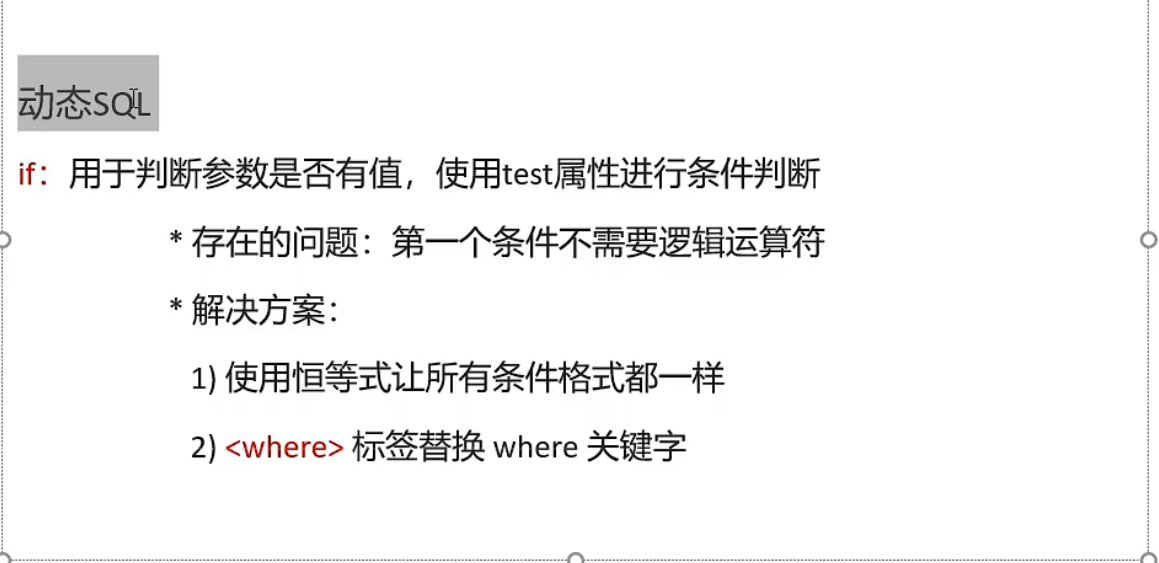 动态SQL
if：用于判断参数是否有值，使用test属性进行条件判断
* 存在的问题：第一个条件不需要逻辑运算符
* 解决方案：
1) 使用恒等式让所有条件格式都一样
2) <where> 标签替换 where 关键字